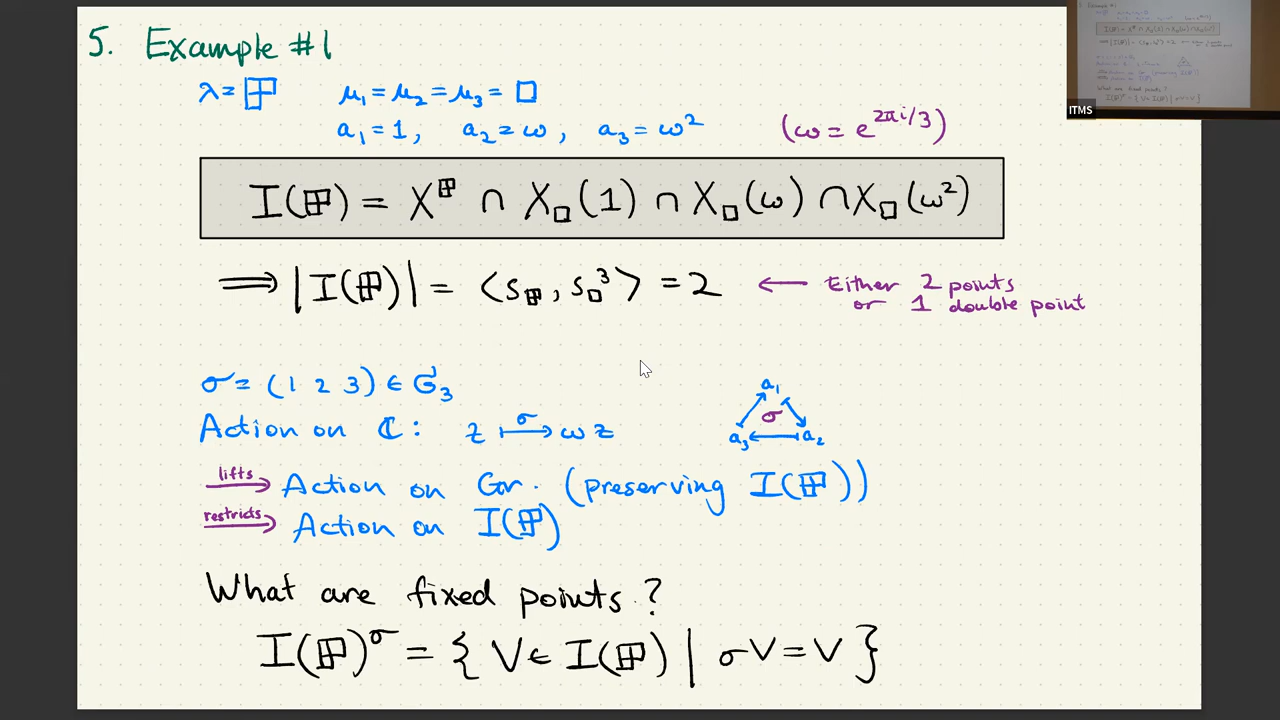 5. Example #1
λ = ⊞ μ₁ = μ₂ = μ₃ = □
a₁ = 1, a₂ = ω, a₃ = ω² (ω = e^{2πi/3})
I(⊞) = X^⊞ ∩ X_□(1) ∩ X_□(ω) ∩ X_□(ω²)
⟹ |I(⊞)| = ⟨s_⊞, s_□³⟩ = 2 ← Either 2 points
or 1 double point
σ = (1 2 3) ∈ 𝔖₃
Action on ℂ: z ↦^σ ωz
a₁
σ
a₃ a₂
lifts→ Action on Gr. (preserving I(⊞))
restricts→ Action on I(⊞)
What are fixed points?
I(⊞)^σ = { V ∈ I(⊞) | σV = V }
ITMS